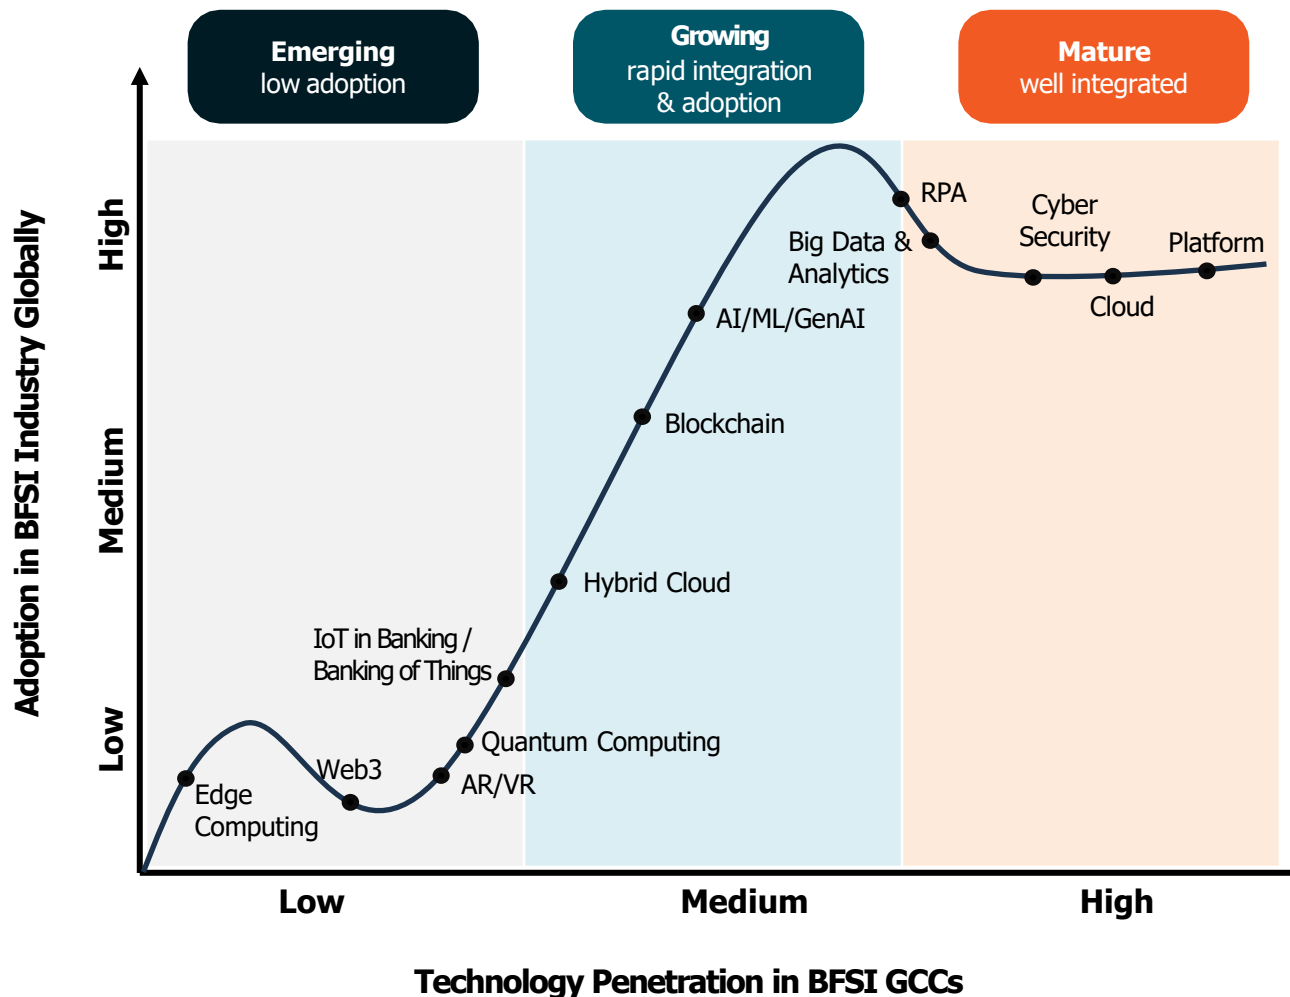 Emerging
low adoption
Growing
rapid integration
& adoption
Mature
well integrated
Adoption in BFSI Industry Globally
High
Medium
Low
RPA
Cyber
Security
Platform
Big Data &
Analytics
Cloud
AI/ML/GenAI
Blockchain
Hybrid Cloud
IoT in Banking /
Banking of Things
Quantum Computing
Web3
AR/VR
Edge
Computing
Low
Medium
High
Technology Penetration in BFSI GCCs